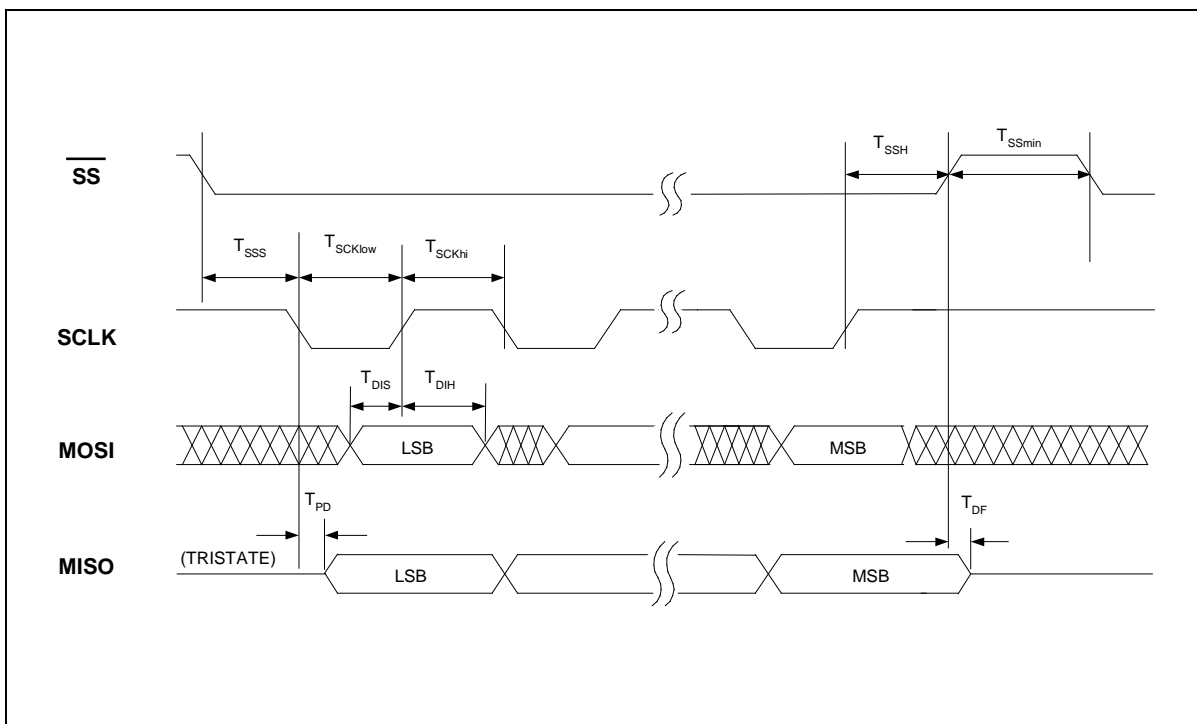 T_SSH
T_SSmin
SS
T_SSS
T_SCKlow
T_SCKhi
SCLK
T_DIS
T_DIH
MOSI
LSB
MSB
T_PD
T_DF
MISO
(TRISTATE)
LSB
MSB